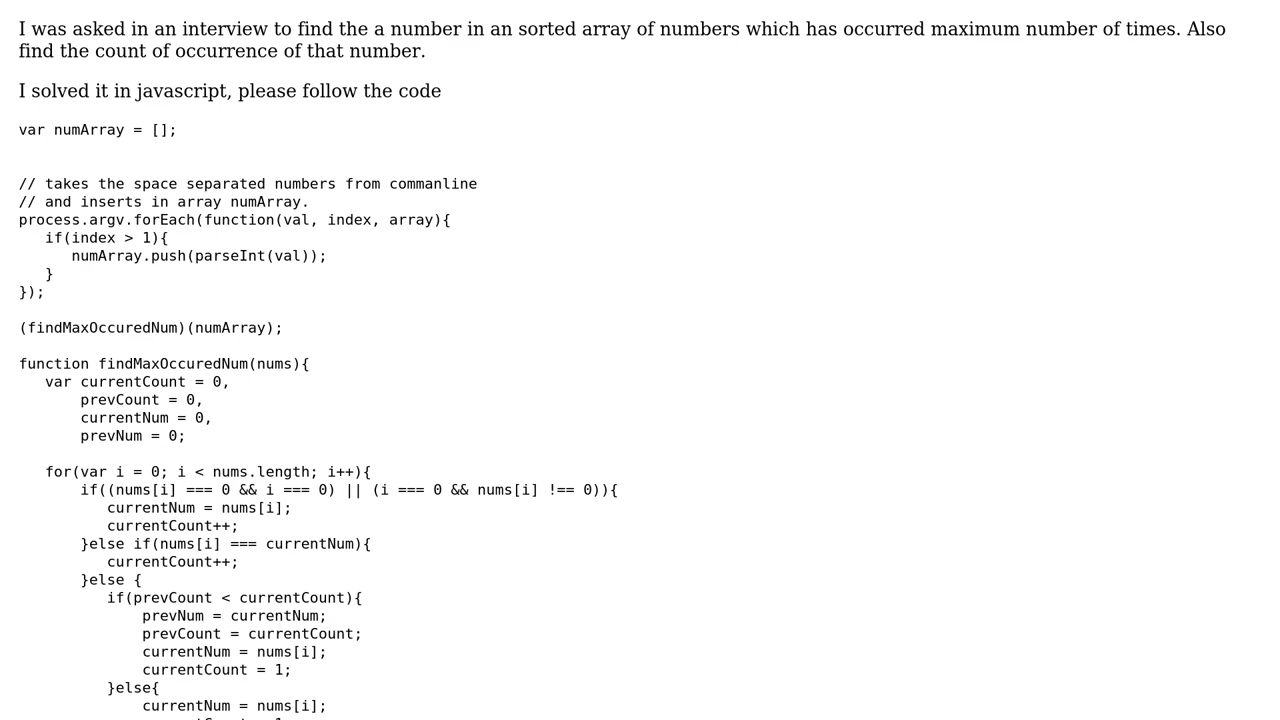 I was asked in an interview to find the a number in an sorted array of numbers which has occurred maximum number of times. Also
find the count of occurrence of that number.
I solved it in javascript, please follow the code
var numArray = [];
// takes the space separated numbers from commanline
// and inserts in array numArray.
process.argv.forEach(function(val, index, array){
   if(index > 1){
      numArray.push(parseInt(val));
   }
});
(findMaxOccuredNum)(numArray);
function findMaxOccuredNum(nums){
   var currentCount = 0,
       prevCount = 0,
       currentNum = 0,
       prevNum = 0;
   for(var i = 0; i < nums.length; i++){
       if((nums[i] === 0 && i === 0) || (i === 0 && nums[i] !== 0)){
          currentNum = nums[i];
          currentCount++;
       }else if(nums[i] === currentNum){
          currentCount++;
       }else {
          if(prevCount < currentCount){
              prevNum = currentNum;
              prevCount = currentCount;
              currentNum = nums[i];
              currentCount = 1;
          }else{
              currentNum = nums[i];